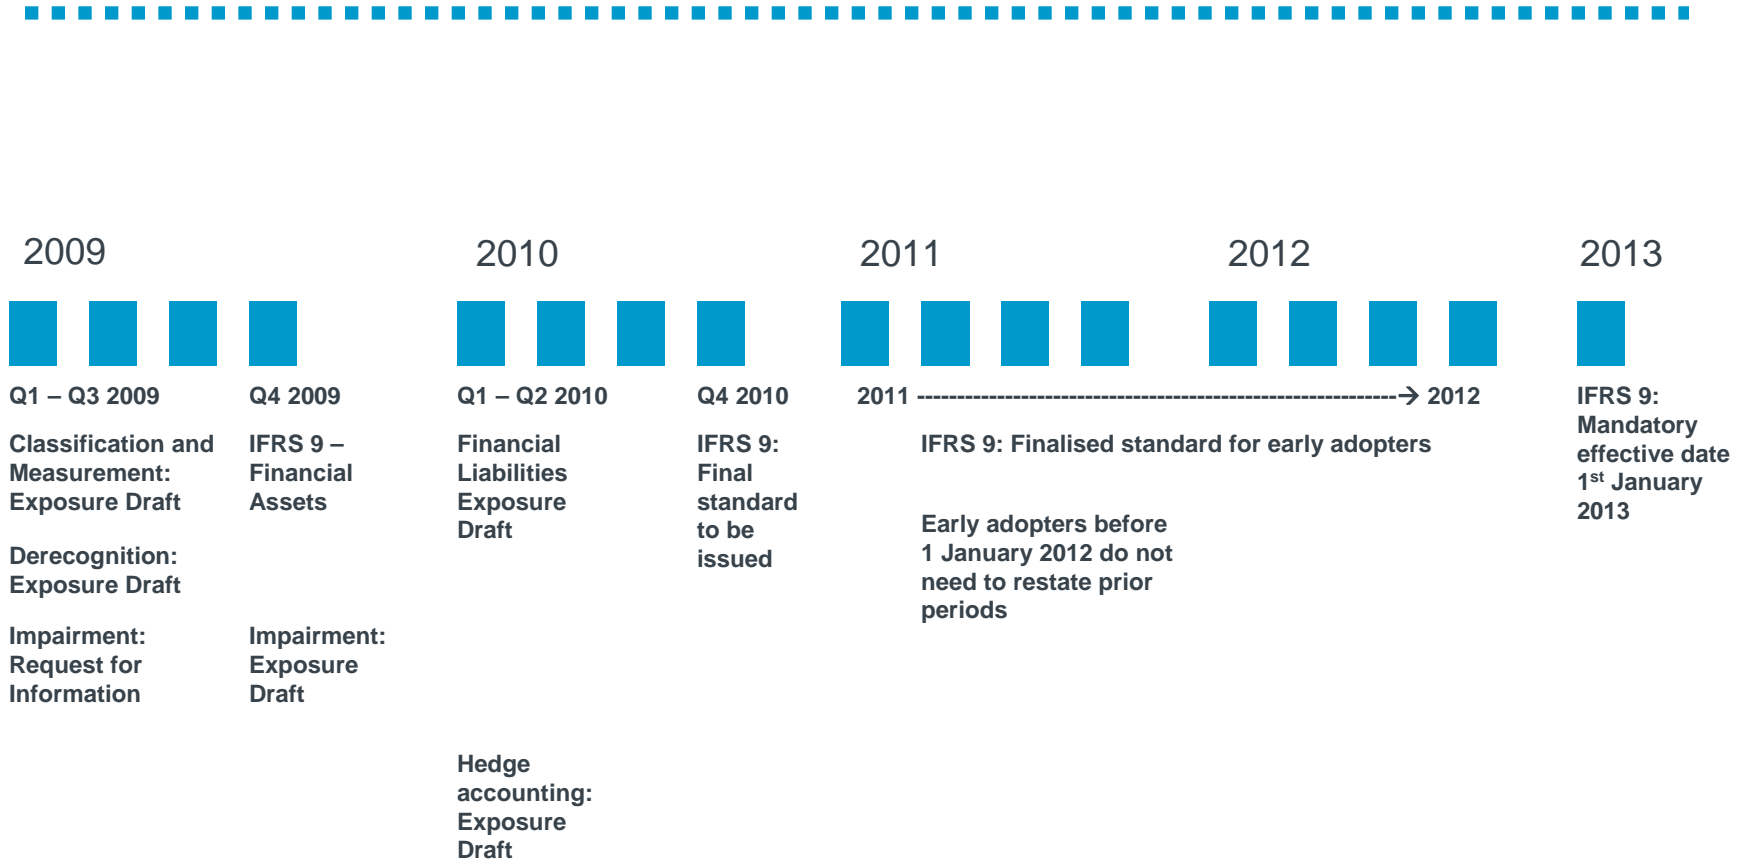 2009
2010
2011
2012
2013
Q1 – Q3 2009
Classification and
Measurement:
Exposure Draft
Derecognition:
Exposure Draft
Impairment:
Request for
Information
Q4 2009
IFRS 9 –
Financial
Assets
Impairment:
Exposure
Draft
Q1 – Q2 2010
Financial
Liabilities
Exposure
Draft
Hedge
accounting:
Exposure
Draft
Q4 2010
IFRS 9:
Final
standard
to be
issued
2011 ------------------------------------------------------------→ 2012
IFRS 9: Finalised standard for early adopters
Early adopters before
1 January 2012 do not
need to restate prior
periods
IFRS 9:
Mandatory
effective date
1st January
2013